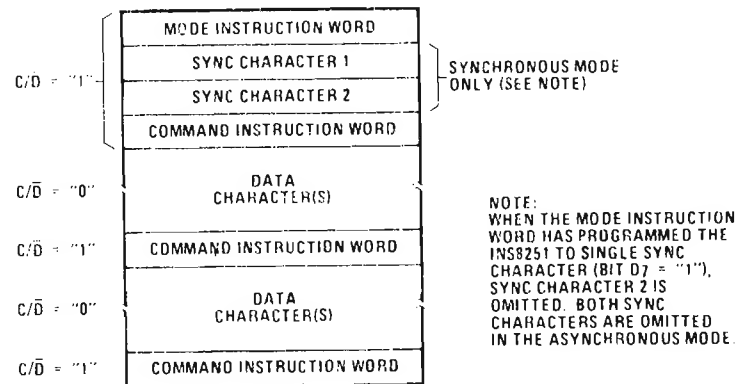 MODE INSTRUCTION WORD
SYNC CHARACTER 1
SYNC CHARACTER 2
COMMAND INSTRUCTION WORD
C/D̅ = "1"
SYNCHRONOUS MODE
ONLY (SEE NOTE)
C/D̅ = "0"
DATA
CHARACTER(S)
C/D̅ = "1"
COMMAND INSTRUCTION WORD
C/D̅ = "0"
DATA
CHARACTER(S)
C/D̅ = "1"
COMMAND INSTRUCTION WORD
NOTE:
WHEN THE MODE INSTRUCTION
WORD HAS PROGRAMMED THE
INS8251 TO SINGLE SYNC
CHARACTER (BIT D7 = "1"),
SYNC CHARACTER 2 IS
OMITTED. BOTH SYNC
CHARACTERS ARE OMITTED
IN THE ASYNCHRONOUS MODE.